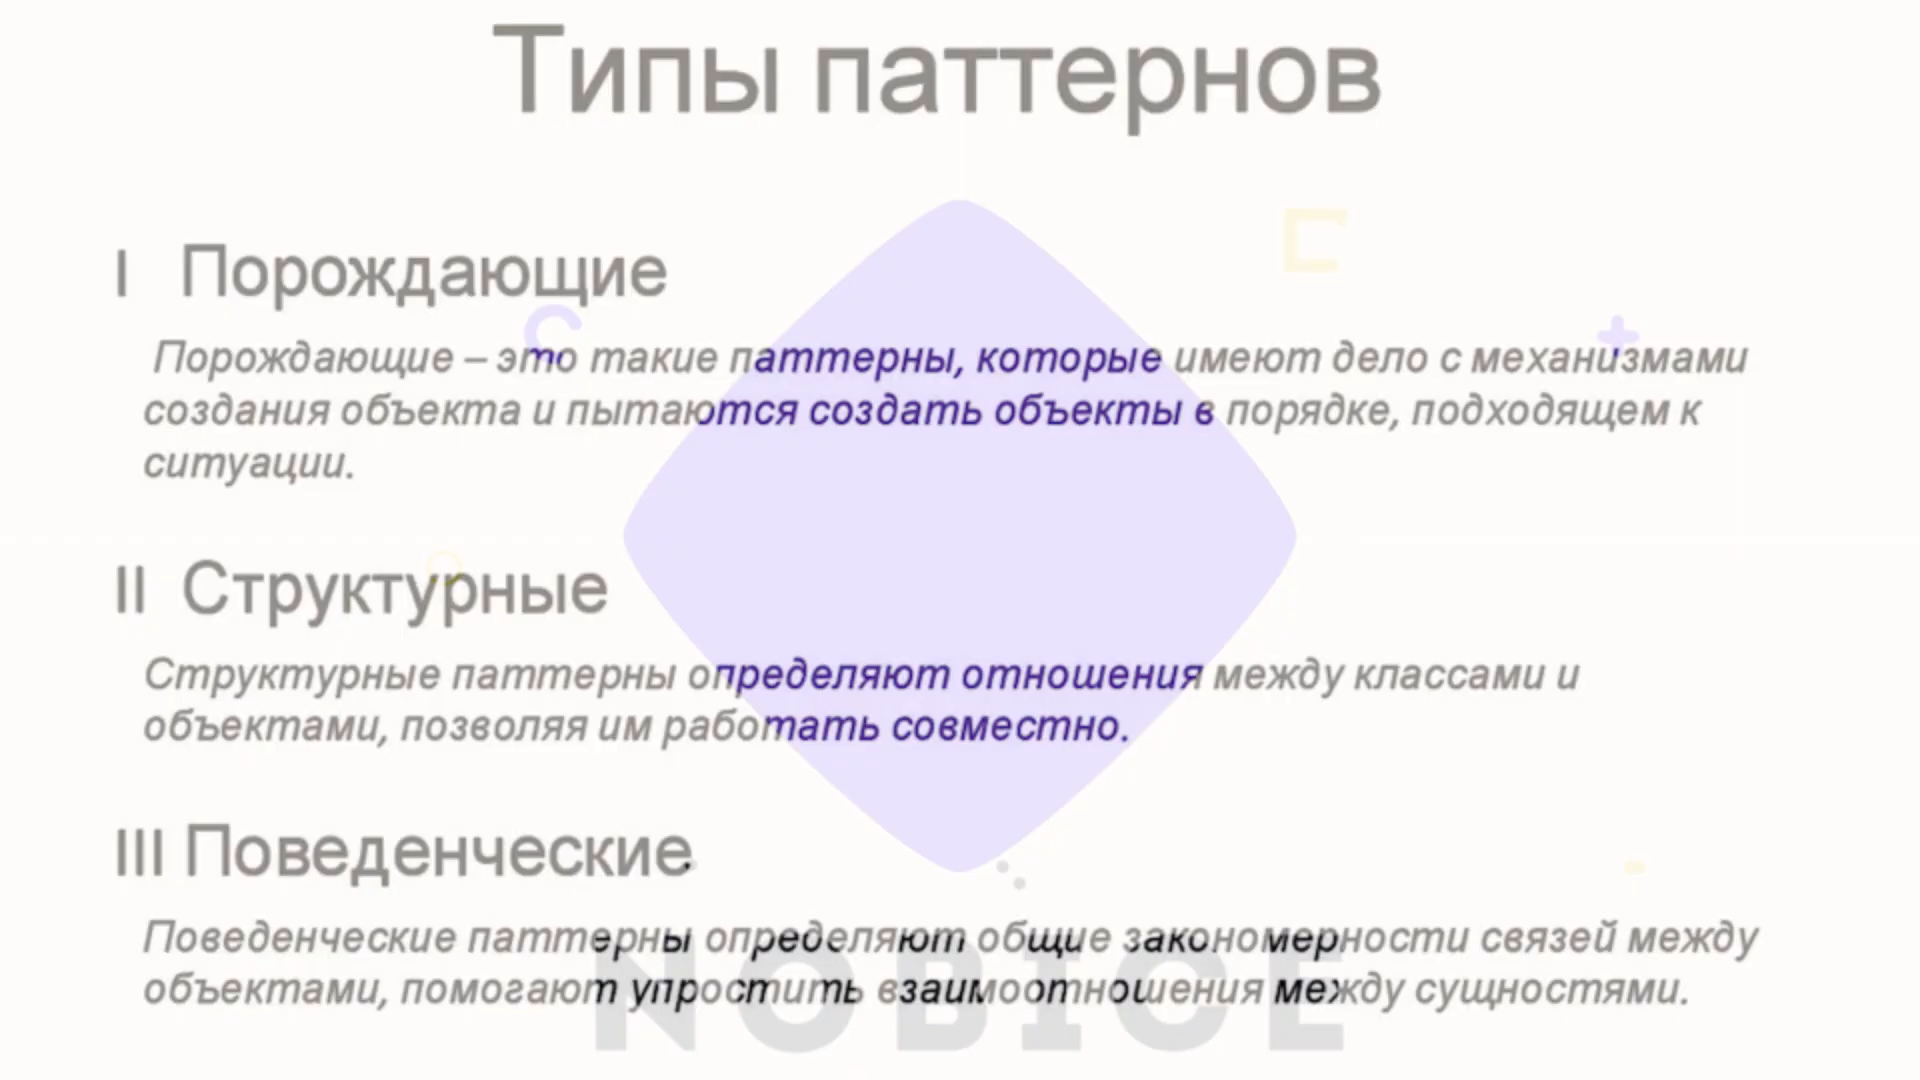 Типы паттернов
I Порождающие
Порождающие – это такие паттерны, которые имеют дело с механизмами
создания объекта и пытаются создать объекты в порядке, подходящем к
ситуации.
II Структурные
Структурные паттерны определяют отношения между классами и
объектами, позволяя им работать совместно.
III Поведенческие
Поведенческие паттерны определяют общие закономерности связей между
объектами, помогают упростить взаимоотношения между сущностями.
NOBICE